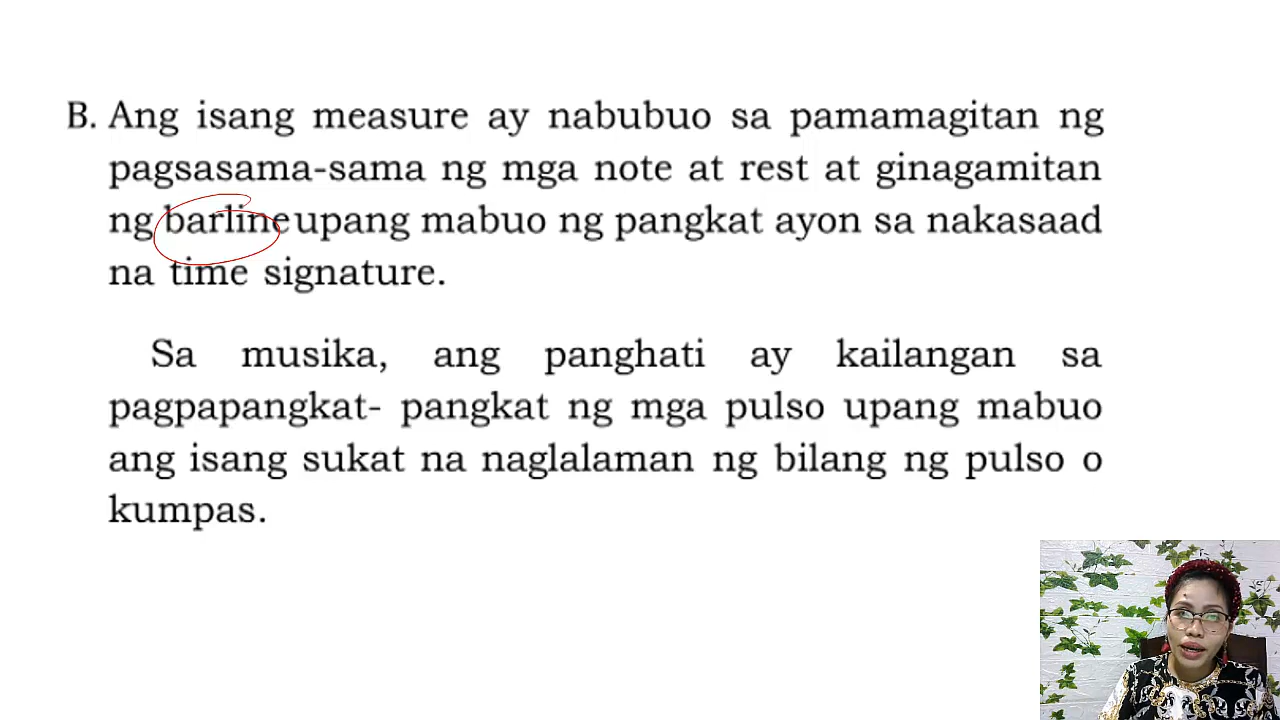 B. Ang isang measure ay nabubuo sa pamamagitan ng
pagsasama-sama ng mga note at rest at ginagamitan
ng barline upang mabuo ng pangkat ayon sa nakasaad
na time signature.
Sa musika, ang panghati ay kailangan sa
pagpapangkat- pangkat ng mga pulso upang mabuo
ang isang sukat na naglalaman ng bilang ng pulso o
kumpas.